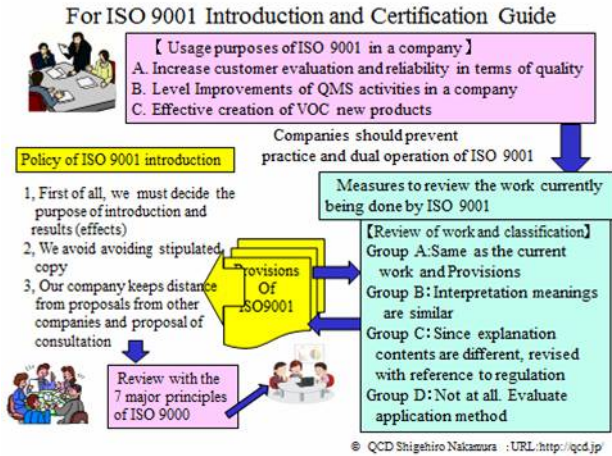 For ISO 9001 Introduction and Certification Guide
【 Usage purposes of ISO 9001 in a company】
A. Increase customer evaluation and reliability in terms of quality
B. Level Improvements of QMS activities in a company
C. Effective creation of VOC new products
Companies should prevent
practice and dual operation of ISO 9001
Policy of ISO 9001 introduction
1, First of all, we must decide the
purpose of introduction and
results (effects)
2, We avoid avoiding stipulated
copy
3, Our company keeps distance
from proposals from other
companies and proposal of
consultation
Provisions
Of
ISO9001
Measures to review the work currently
being done by ISO 9001
【Review of work and classification】
Group A:Same as the current
work and Provisions
Group B：Interpretation meanings
are similar
Group C：Since explanation
contents are different, revised
with reference to regulation
Group D：Not at all. Evaluate
application method
Review with the
7 major principles
of ISO 9000
© QCD Shigehiro Nakamura ：URL:http://qcd.jp/